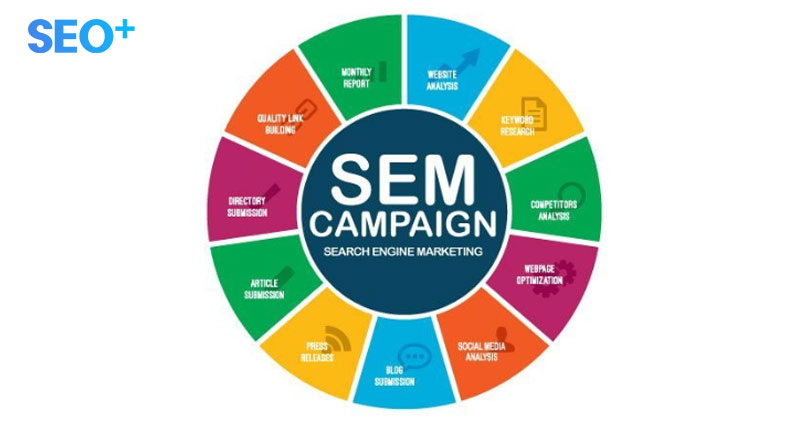 SEO+
MONTHLY
REPORT
WEBSITE
ANALYSIS
KEYWORD
RESEARCH
COMPETITORS
ANALYSIS
WEBPAGE
OPTIMIZATION
SOCIAL MEDIA
ANALYSIS
BLOG
SUBMISSION
PRESS
RELEASES
ARTICLE
SUBMISSION
DIRECTORY
SUBMISSION
QUALITY LINK
BUILDING
SEM
CAMPAIGN
SEARCH ENGINE MARKETING